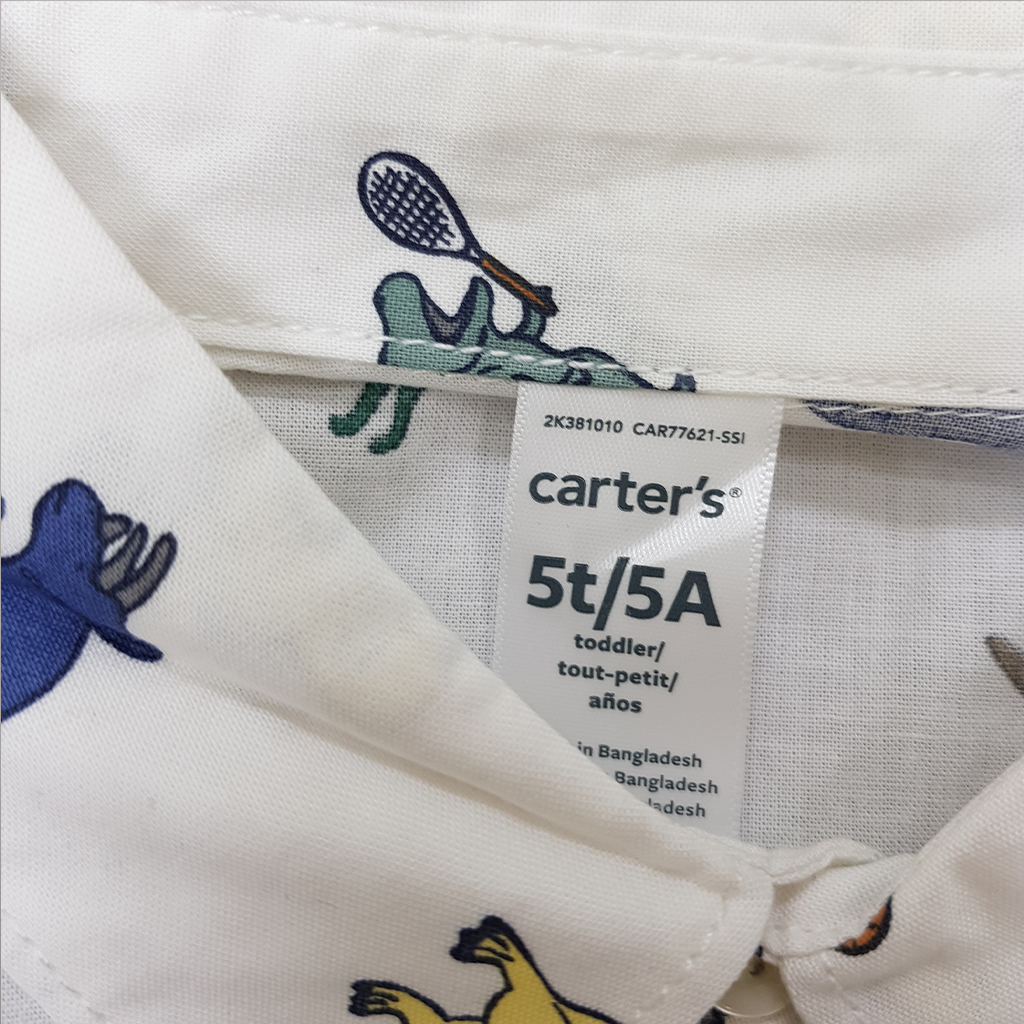 2K381010 CAR77621-SSI
carter's®
5t/5A
toddler/
tout-petit/
años
in Bangladesh
Bangladesh